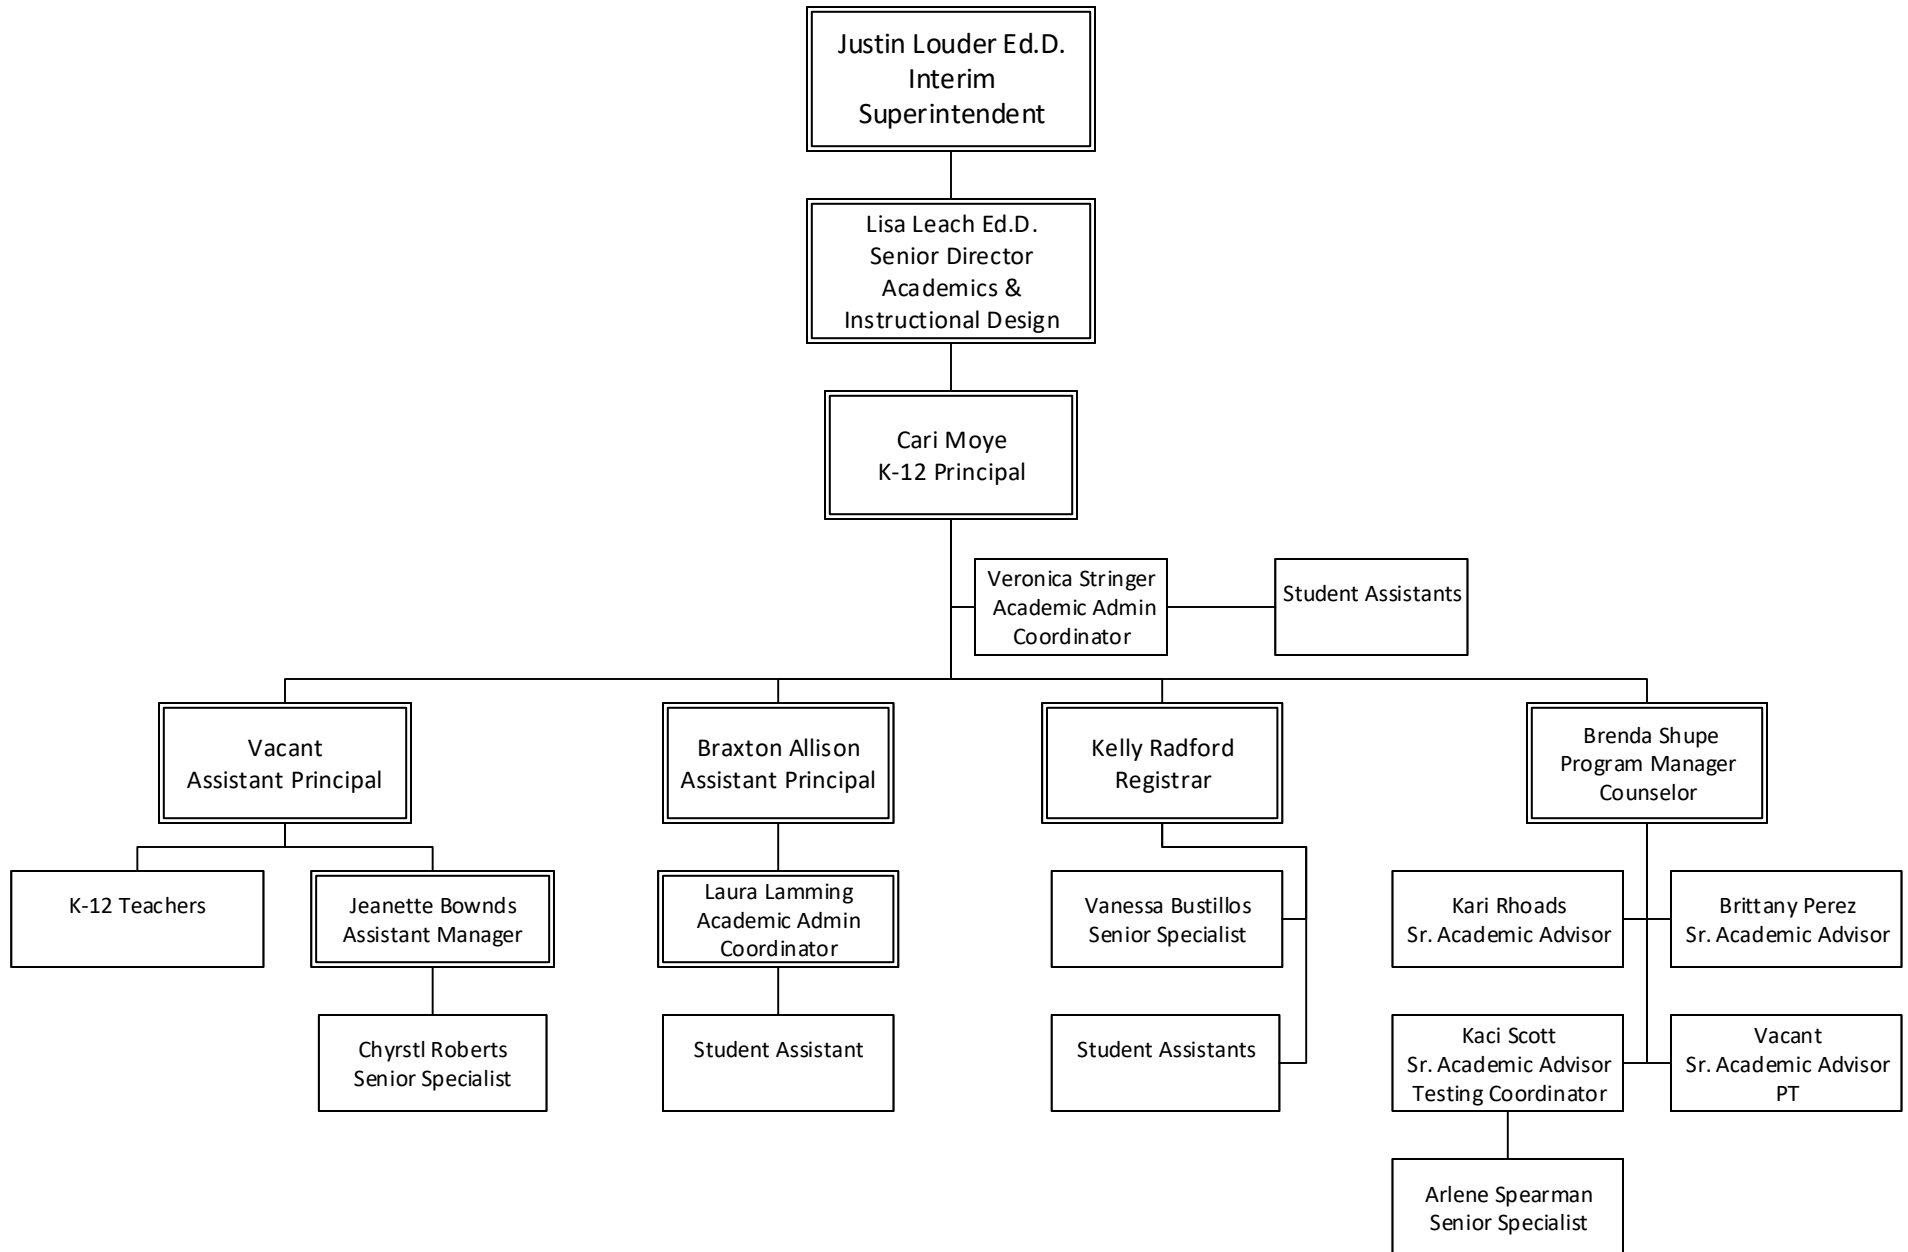 Justin Louder Ed.D.
Interim
Superintendent
Lisa Leach Ed.D.
Senior Director
Academics &
Instructional Design
Cari Moye
K-12 Principal
Veronica Stringer
Academic Admin
Coordinator
Student Assistants
Vacant
Assistant Principal
Braxton Allison
Assistant Principal
Kelly Radford
Registrar
Brenda Shupe
Program Manager
Counselor
K-12 Teachers
Jeanette Bownds
Assistant Manager
Laura Lamming
Academic Admin
Coordinator
Vanessa Bustillos
Senior Specialist
Kari Rhoads
Sr. Academic Advisor
Brittany Perez
Sr. Academic Advisor
Chyrstl Roberts
Senior Specialist
Student Assistant
Student Assistants
Kaci Scott
Sr. Academic Advisor
Testing Coordinator
Vacant
Sr. Academic Advisor
PT
Arlene Spearman
Senior Specialist